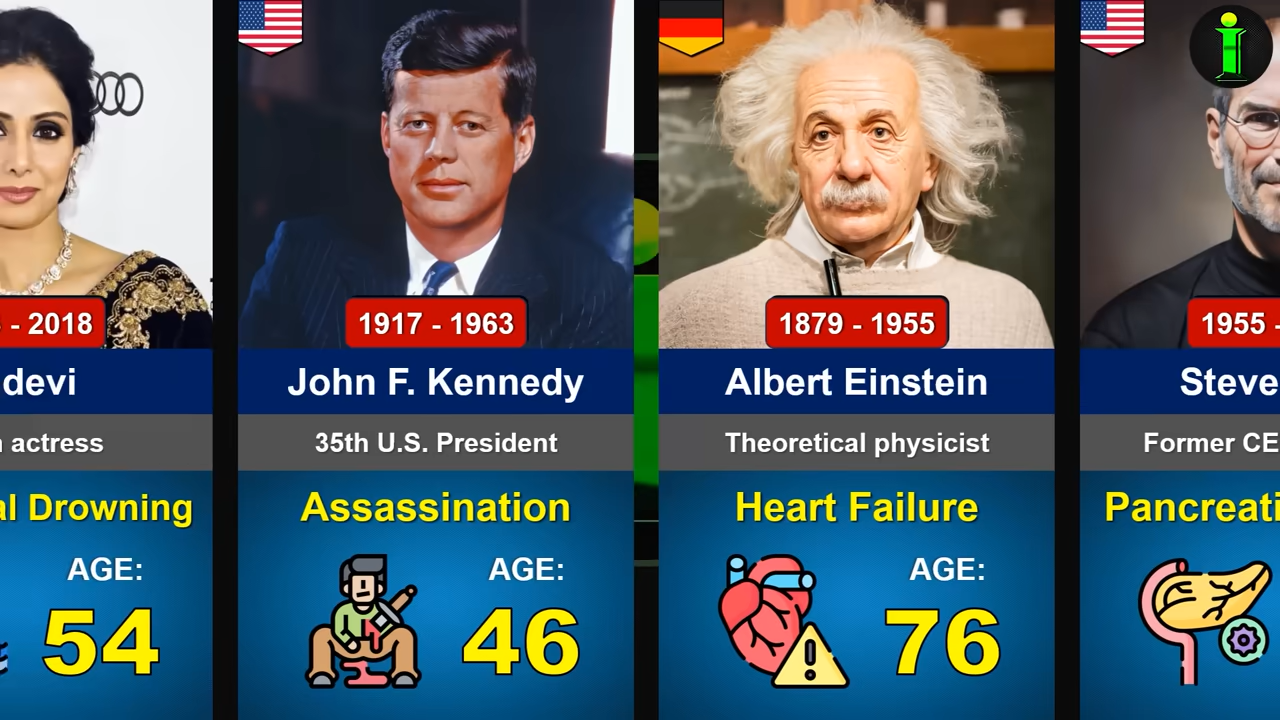 - 2018
devi
actress
Drowning
AGE:
54
1917 - 1963
John F. Kennedy
35th U.S. President
Assassination
AGE:
46
1879 - 1955
Albert Einstein
Theoretical physicist
Heart Failure
AGE:
76
1955 -
Steve
Former CE
Pancreati